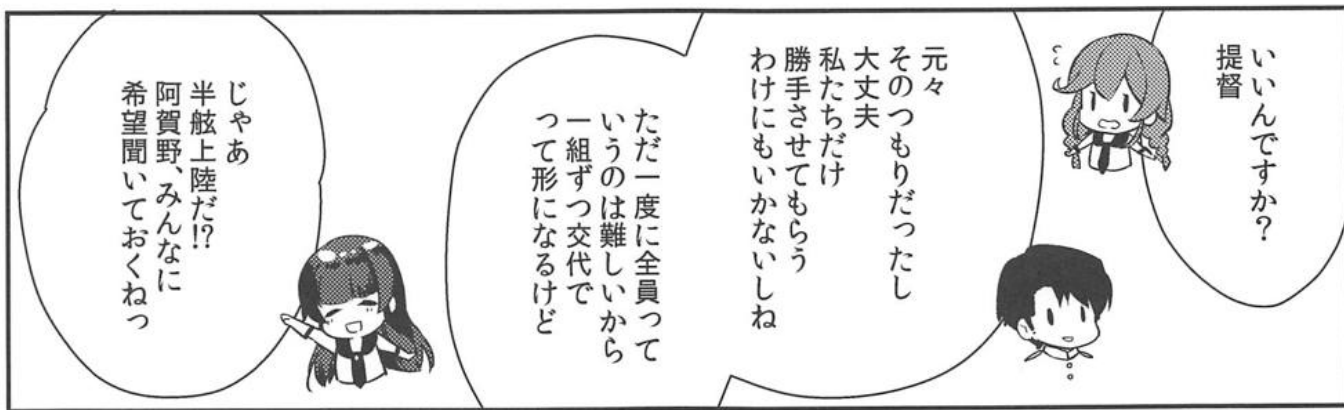 いいんですか？
提督
元々
そのつもりだったし
大丈夫
私たちだけ
勝手させてもらう
わけにもいかないしね
ただ一度に全員って
いうのは難しいから
一組ずつ交代で
って形になるけど
じゃあ
半舷上陸だ!?
阿賀野、みんなに
希望聞いておくねっ